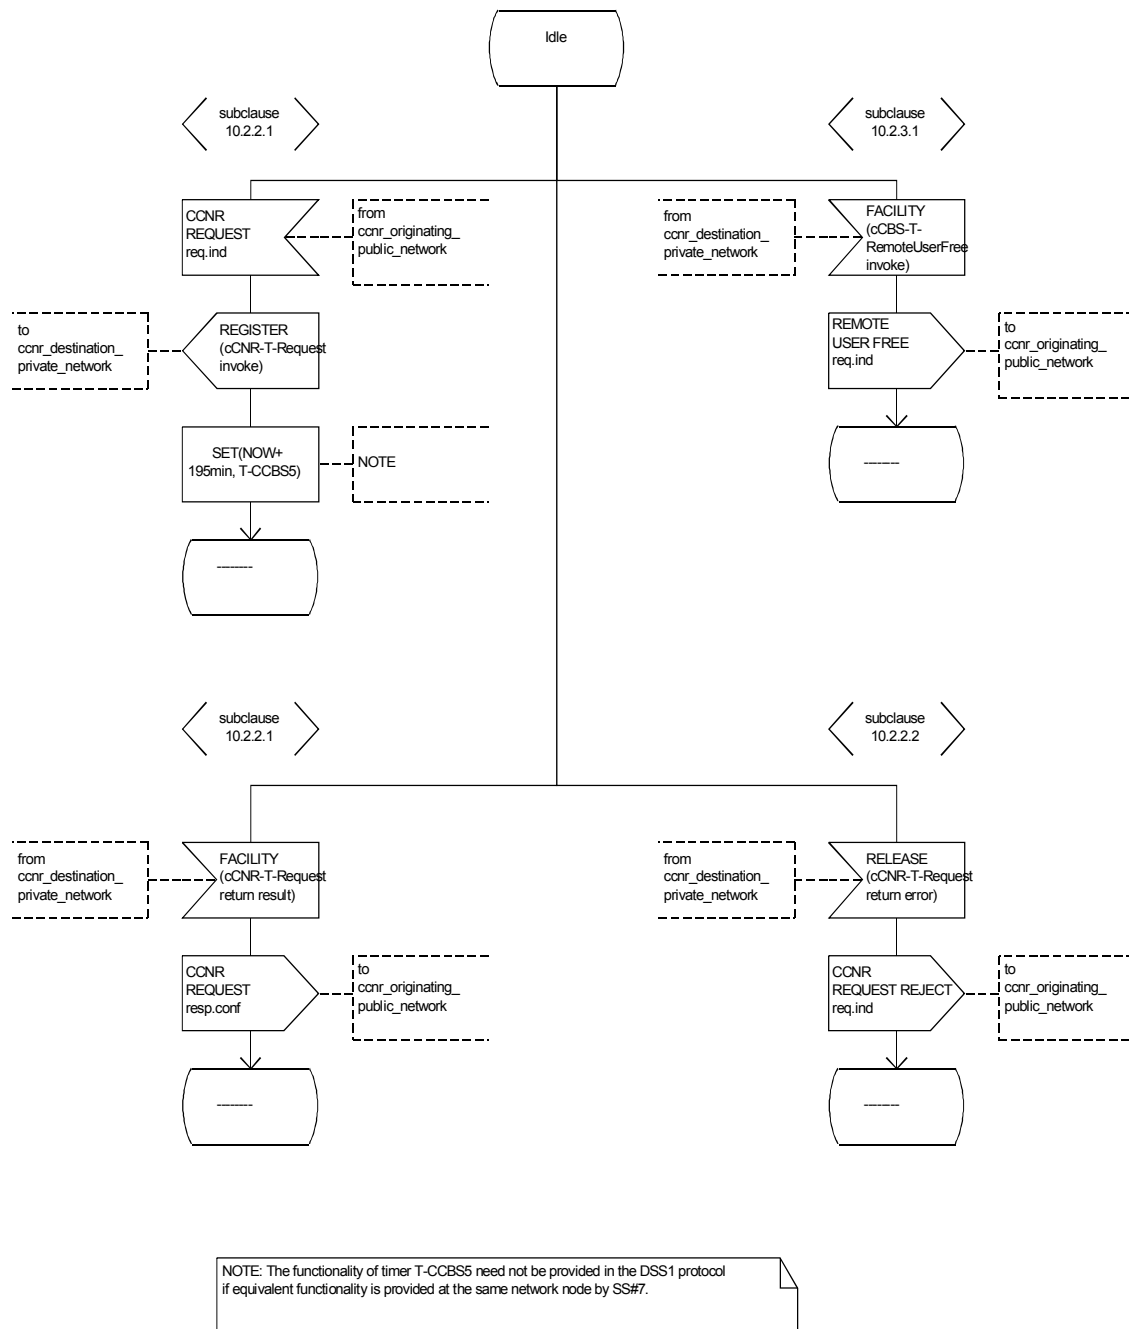 Idle
subclause
10.2.2.1
subclause
10.2.3.1
CCNR
REQUEST
req.ind
from
ccnr_originating_
public_network
from
ccnr_destination_
private_network
FACILITY
(cCBS-T-
RemoteUserFree
invoke)
to
ccnr_destination_
private_network
REGISTER
(cCNR-T-Request
invoke)
REMOTE
USER FREE
req.ind
to
ccnr_originating_
public_network
SET(NOW+
195min, T-CCBS5)
NOTE
--------
--------
subclause
10.2.2.1
subclause
10.2.2.2
from
ccnr_destination_
private_network
FACILITY
(cCNR-T-Request
return result)
from
ccnr_destination_
private_network
RELEASE
(cCNR-T-Request
return error)
CCNR
REQUEST
resp.conf
to
ccnr_originating_
public_network
CCNR
REQUEST REJECT
req.ind
to
ccnr_originating_
public_network
--------
--------
NOTE: The functionality of timer T-CCBS5 need not be provided in the DSS1 protocol
if equivalent functionality is provided at the same network node by SS#7.